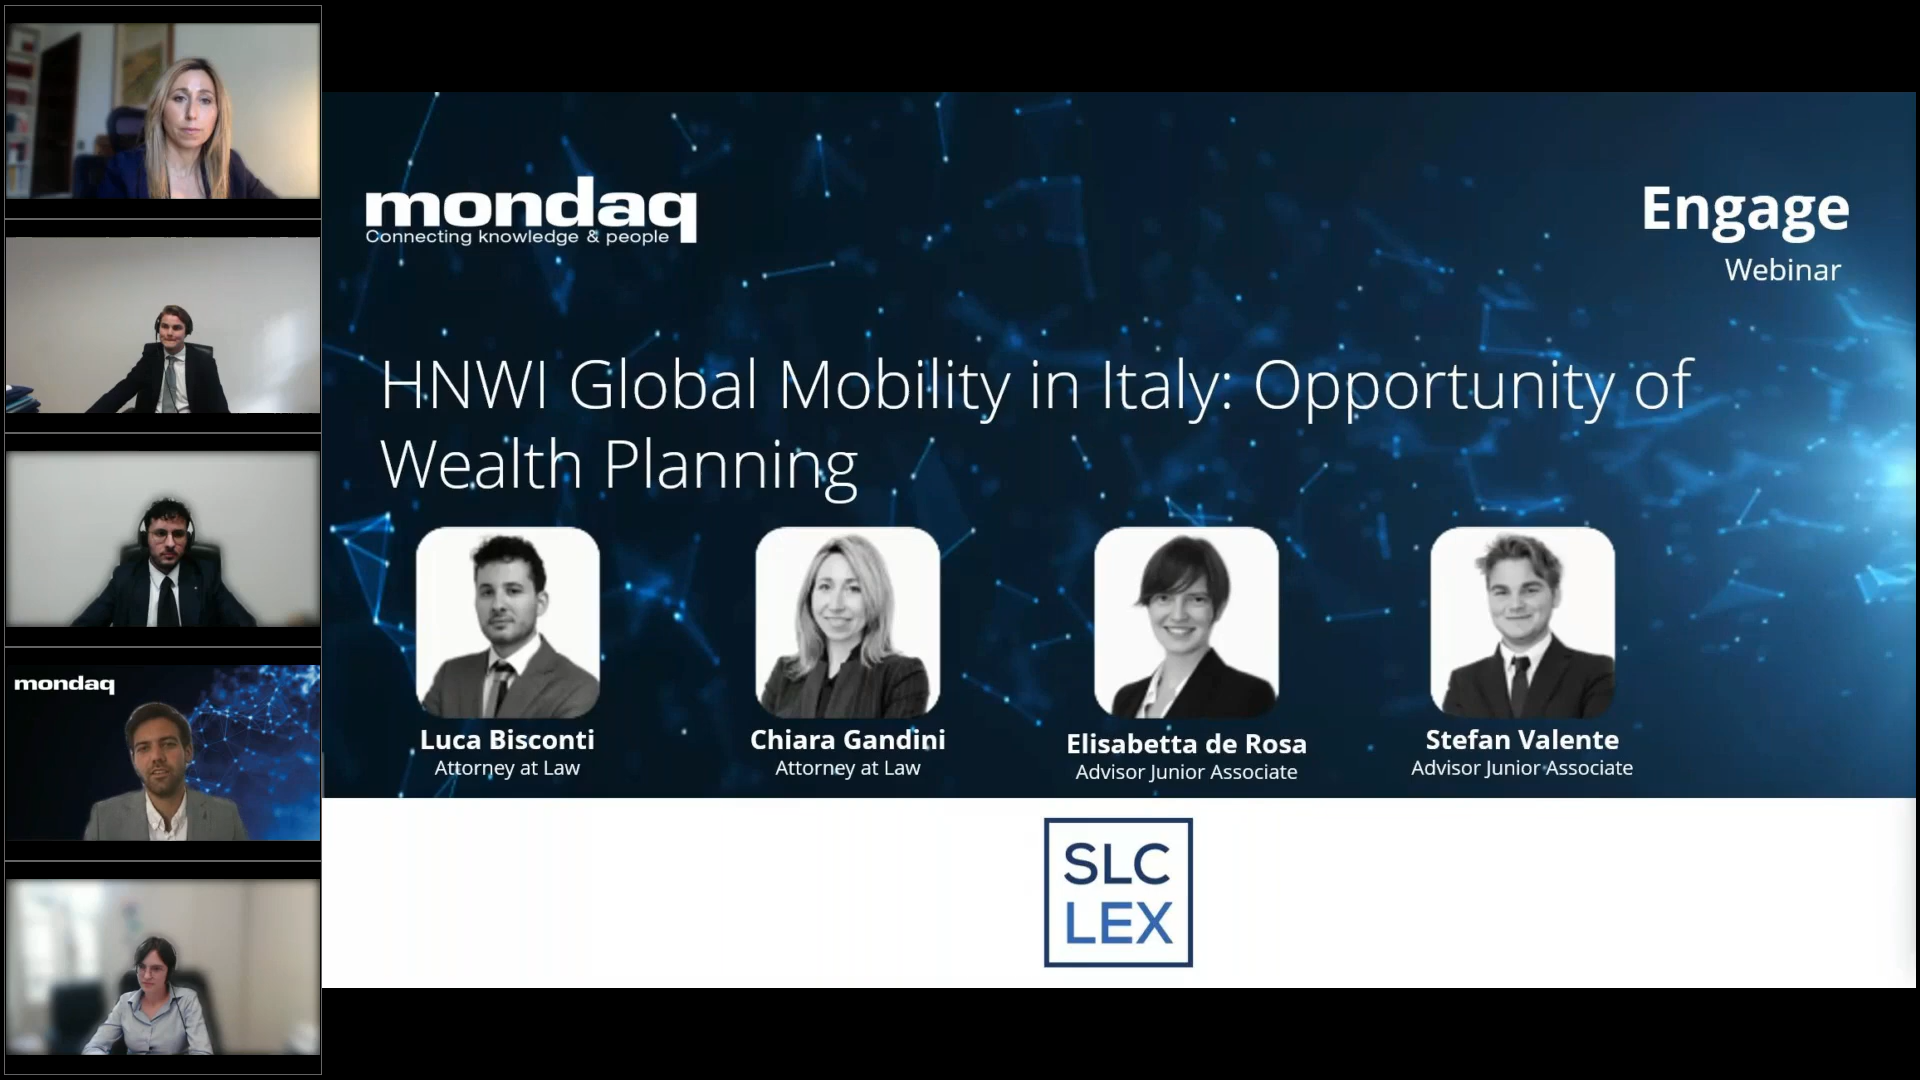 mondaq
Connecting knowledge & people
Engage
Webinar
HNWI Global Mobility in Italy: Opportunity of
Wealth Planning
Luca Bisconti
Attorney at Law
Chiara Gandini
Attorney at Law
Elisabetta de Rosa
Advisor Junior Associate
Stefan Valente
Advisor Junior Associate
SLC
LEX
mondaq